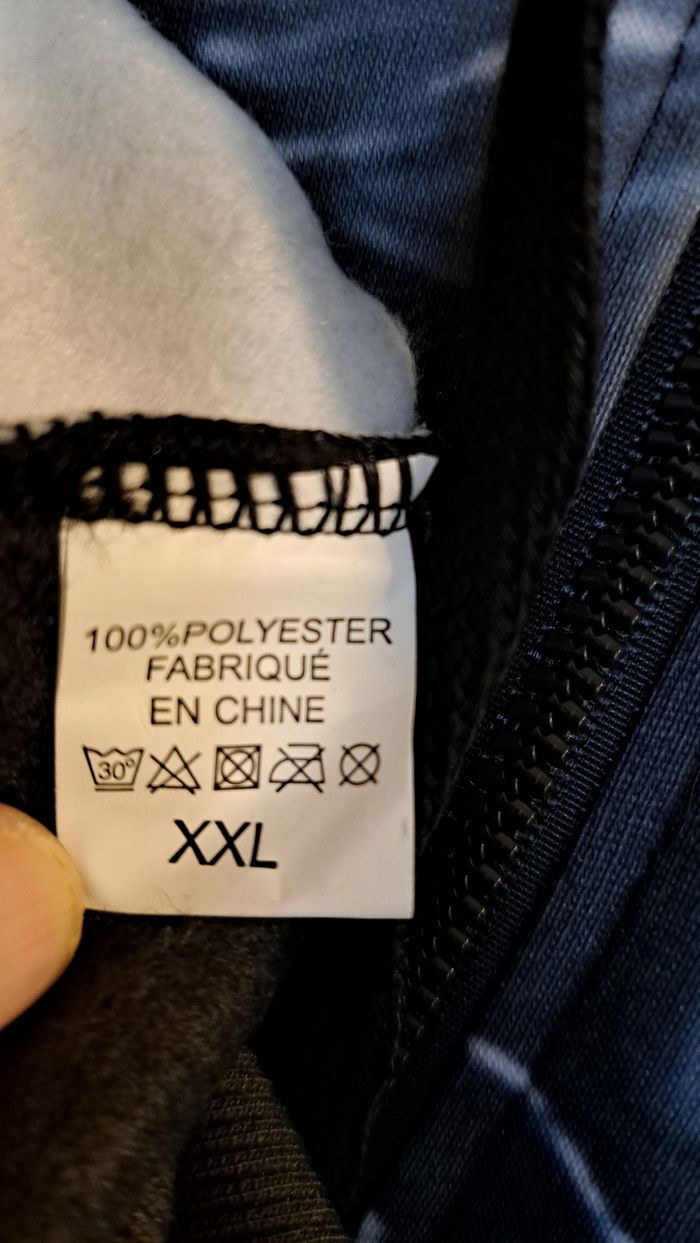 100%POLYESTER
FABRIQUÉ
EN CHINE
30°
XXL